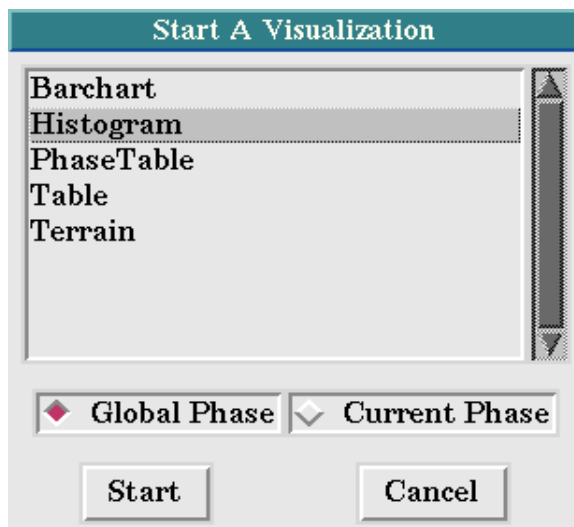 Start A Visualization
Barchart
Histogram
PhaseTable
Table
Terrain
Global Phase Current Phase
Start Cancel